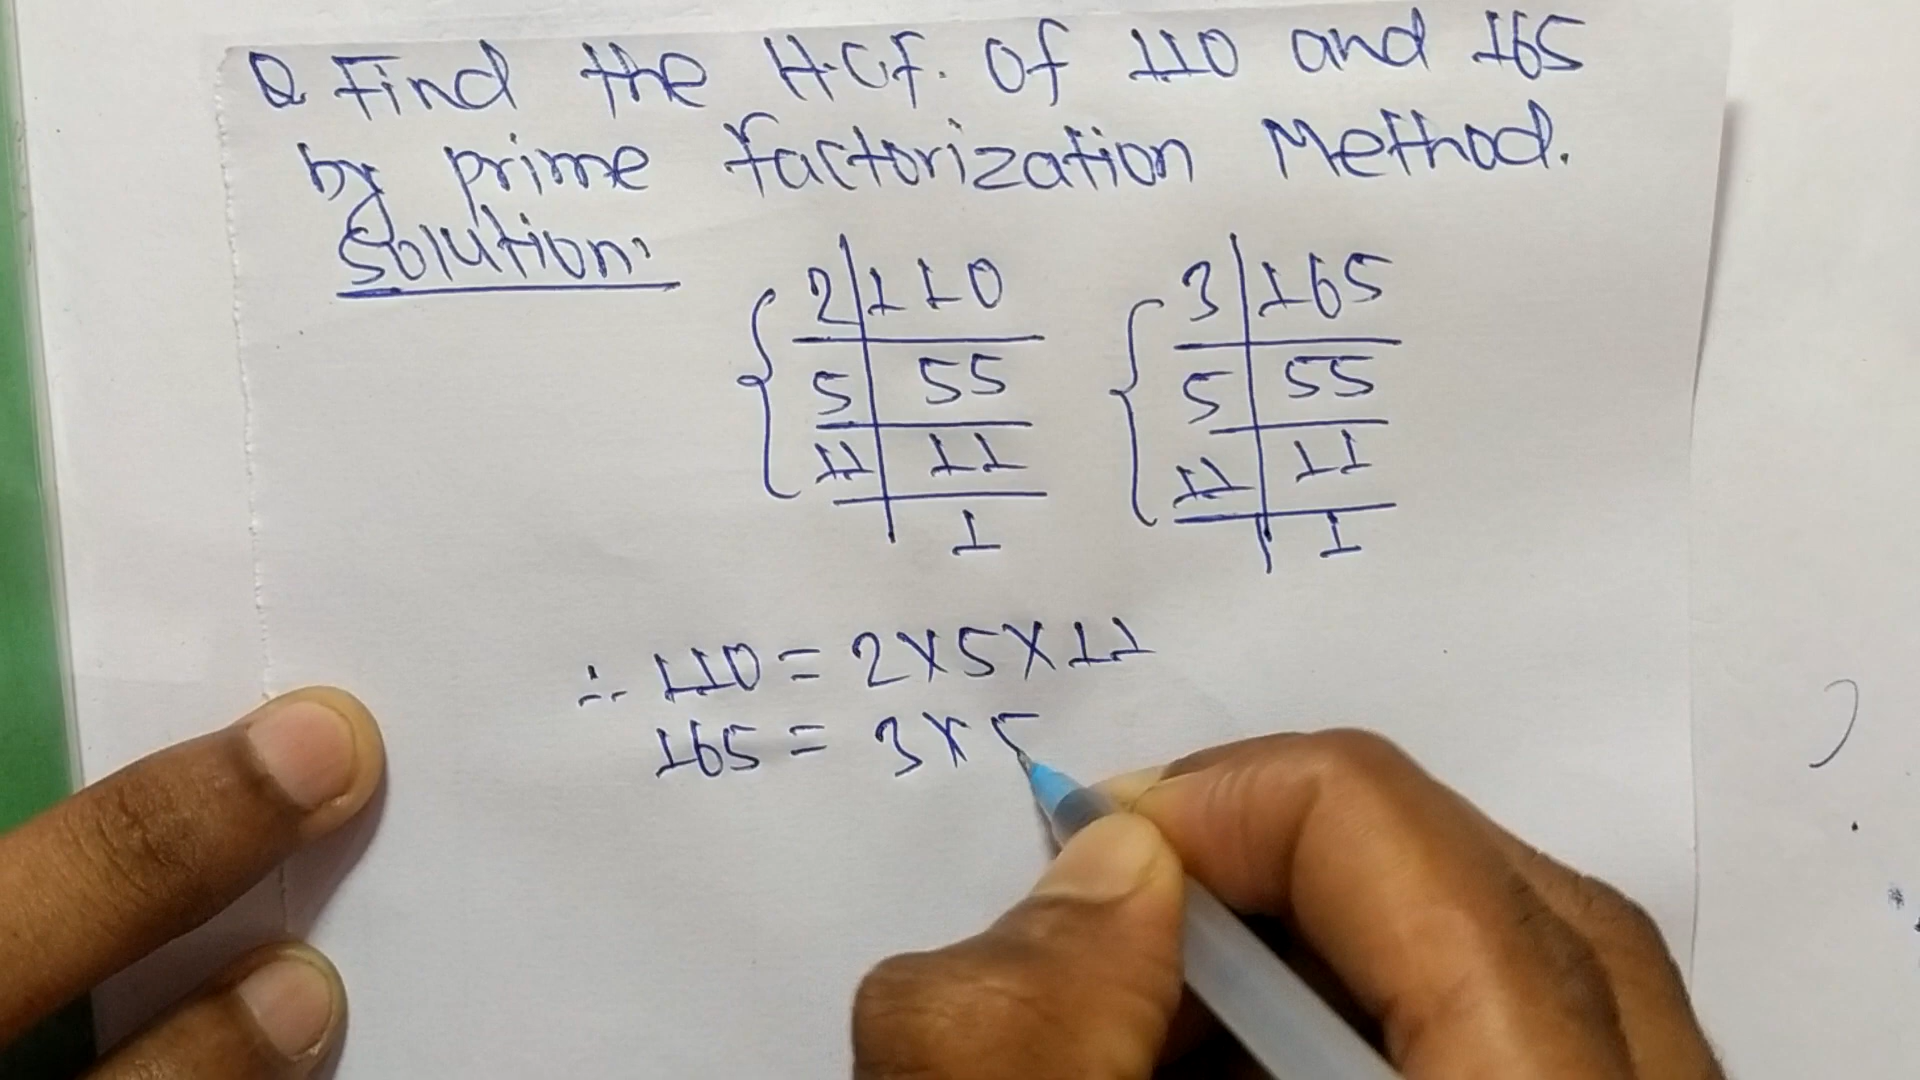 Q Find the H.C.F. of 110 and 165
by prime factorization Method.
Solution:
2 110
5 55
11 11
1
3 165
5 55
11 11
1
∴ 110 = 2×5×11
165 = 3×5